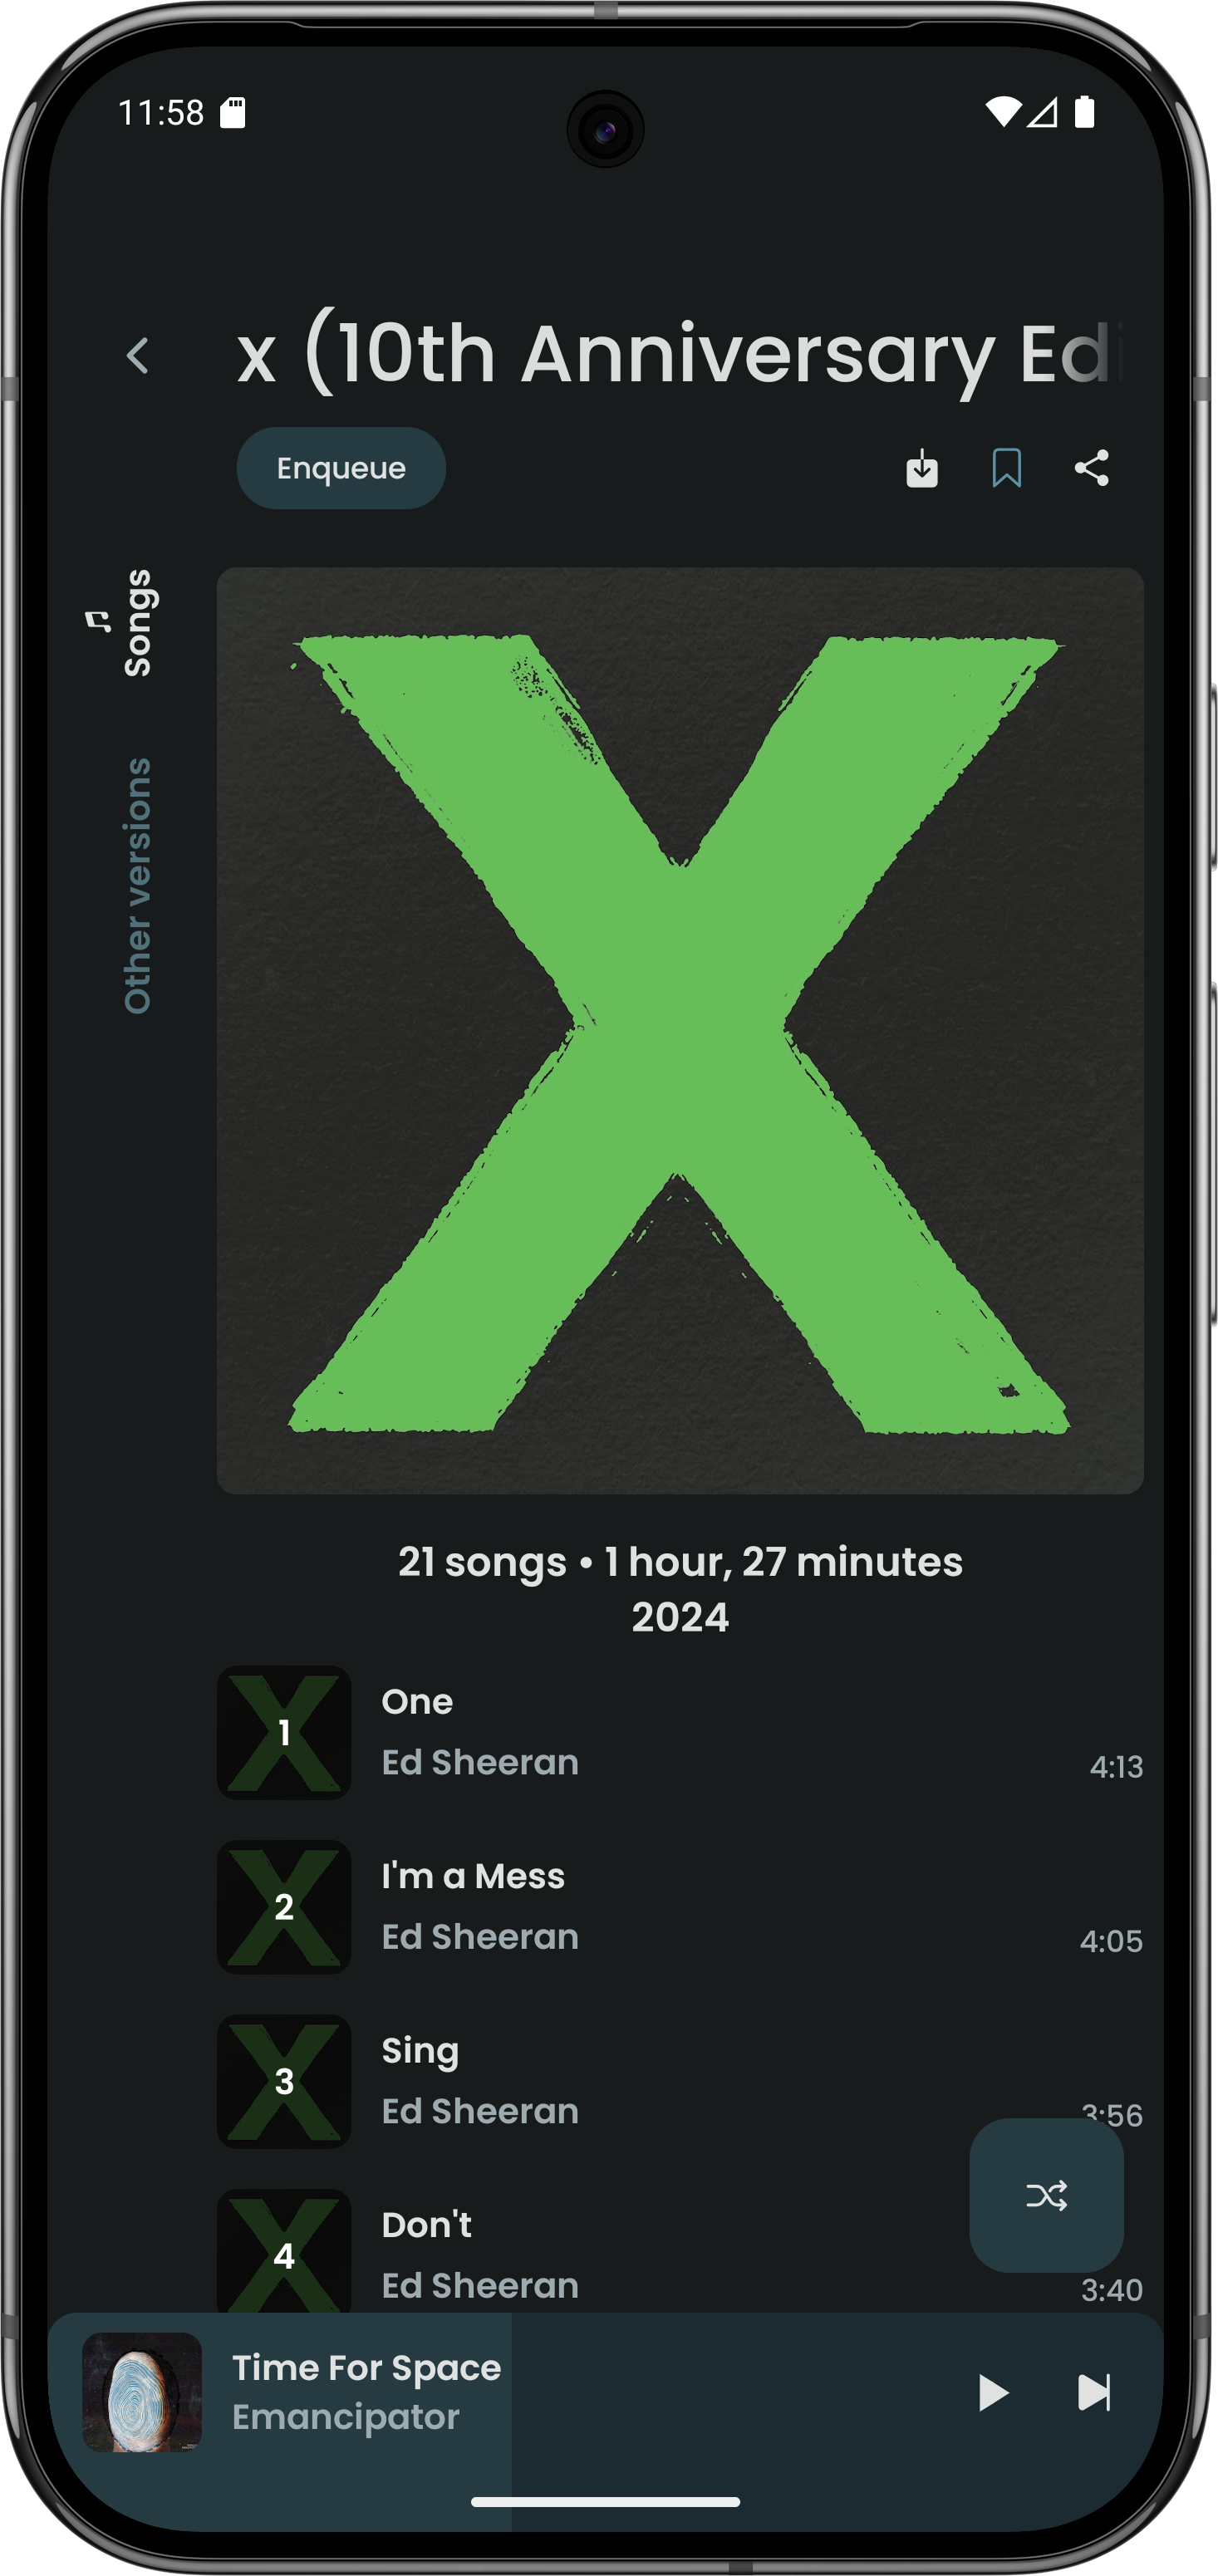 11:58
x (10th Anniversary Edi
Enqueue
Songs
Other versions
21 songs • 1 hour, 27 minutes
2024
1
One
Ed Sheeran
4:13
2
I'm a Mess
Ed Sheeran
4:05
3
Sing
Ed Sheeran
3:56
4
Don't
Ed Sheeran
3:40
Time For Space
Emancipator